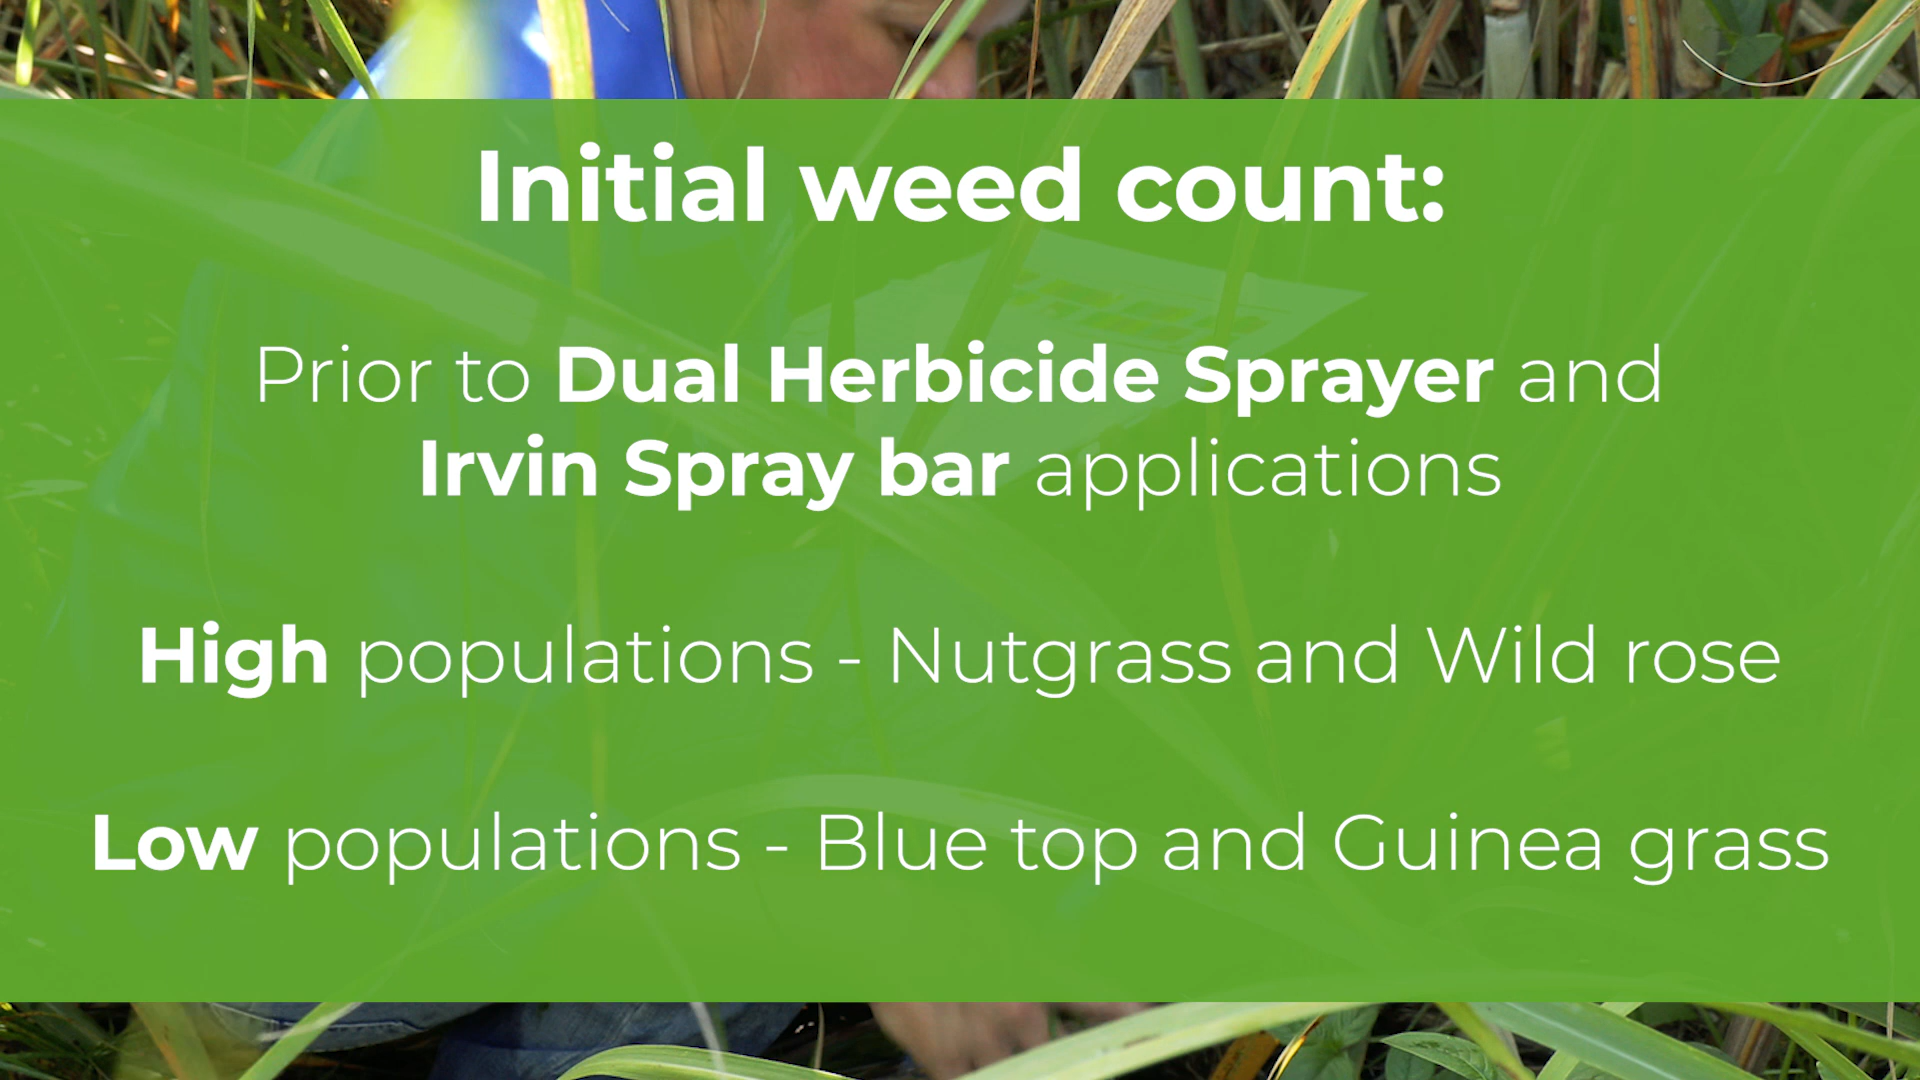 Initial weed count:
Prior to Dual Herbicide Sprayer and
Irvin Spray bar applications
High populations - Nutgrass and Wild rose
Low populations - Blue top and Guinea grass